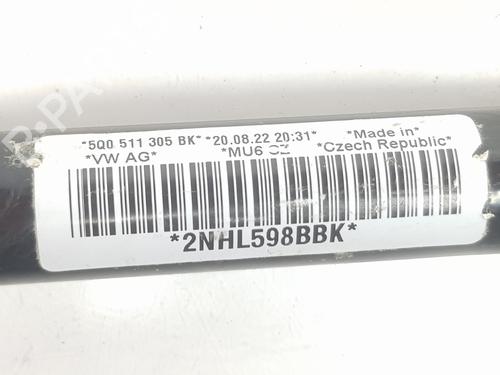 *5Q0 511 305 BK* *20.08.22 20:31* *Made in*
*VW AG* *MU6 CZ *Czech Republic*
*2NHL598BBK*